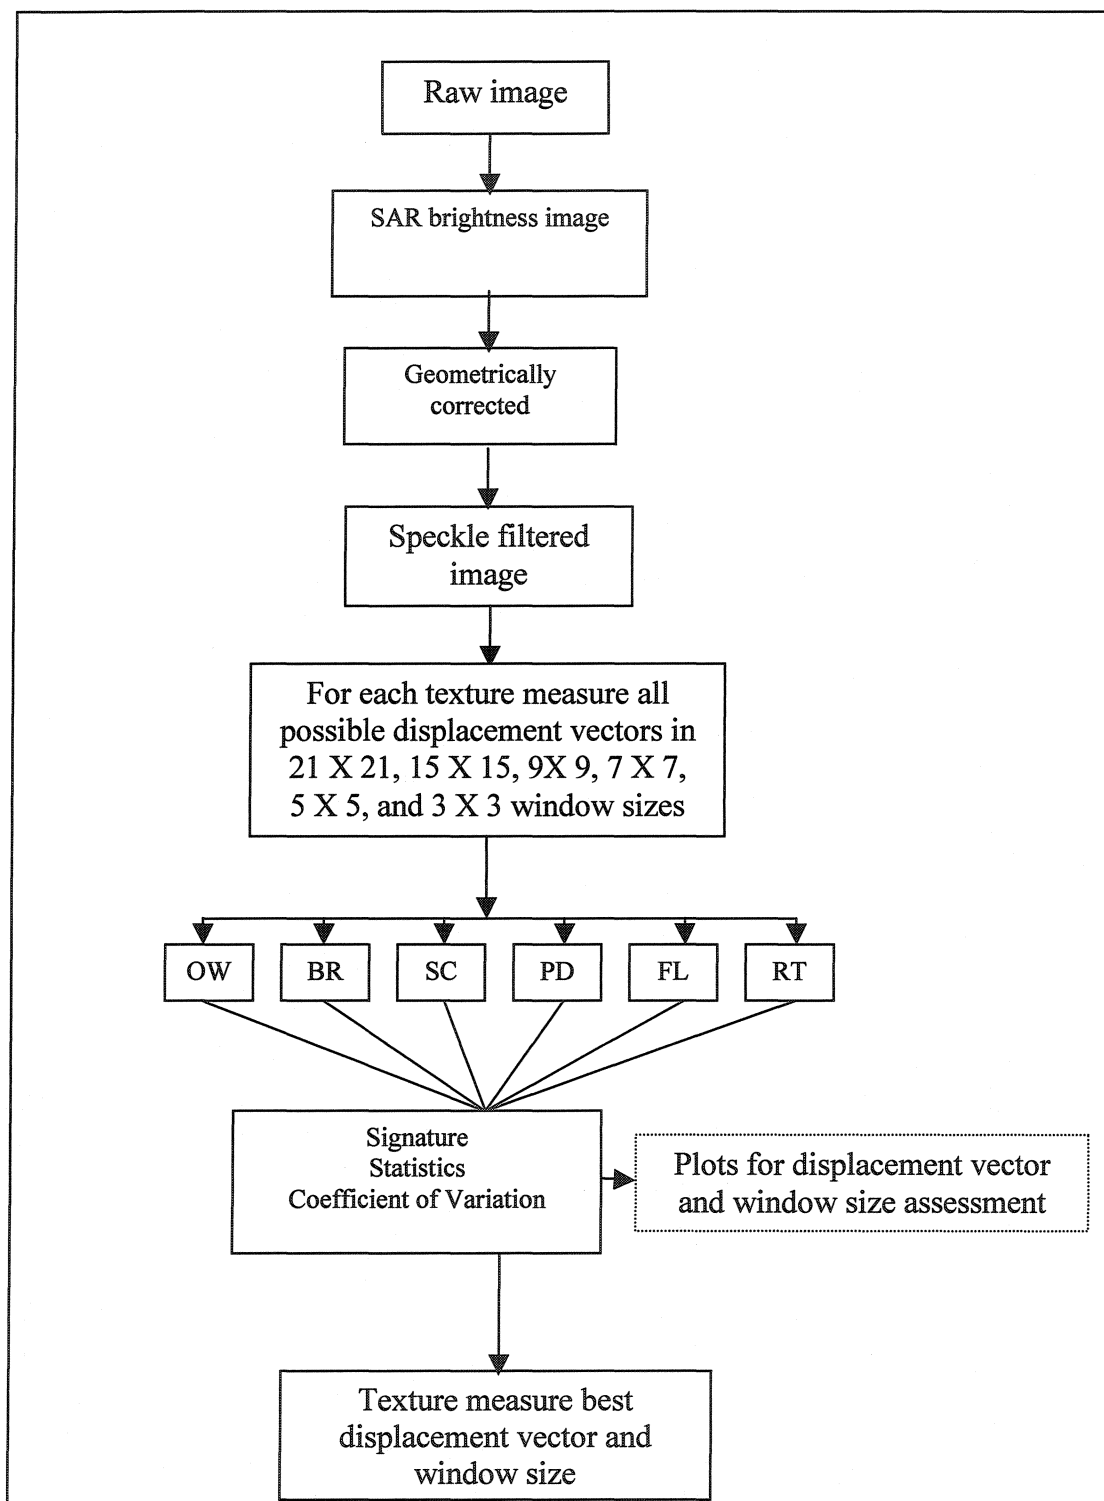 Raw image
SAR brightness image
Geometrically
corrected
Speckle filtered
image
For each texture measure all
possible displacement vectors in
21 X 21, 15 X 15, 9X 9, 7 X 7,
5 X 5, and 3 X 3 window sizes
OW
BR
SC
PD
FL
RT
Signature
Statistics
Coefficient of Variation
Plots for displacement vector
and window size assessment
Texture measure best
displacement vector and
window size